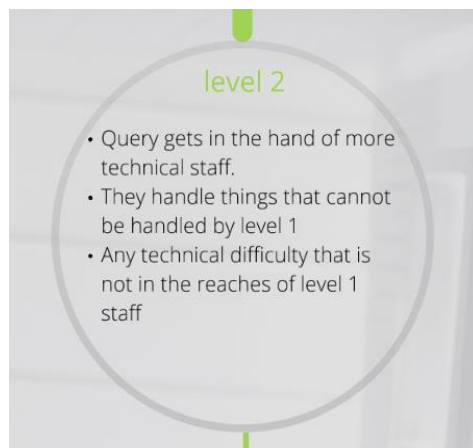 level 2
• Query gets in the hand of more
technical staff.
• They handle things that cannot
be handled by level 1
• Any technical difficulty that is
not in the reaches of level 1
staff